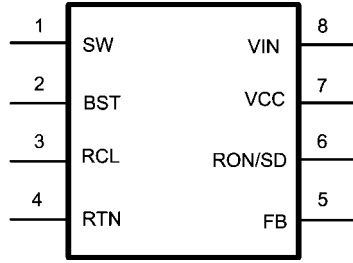 1 SW VIN 8
2 BST VCC 7
3 RCL RON/SD 6
4 RTN FB 5